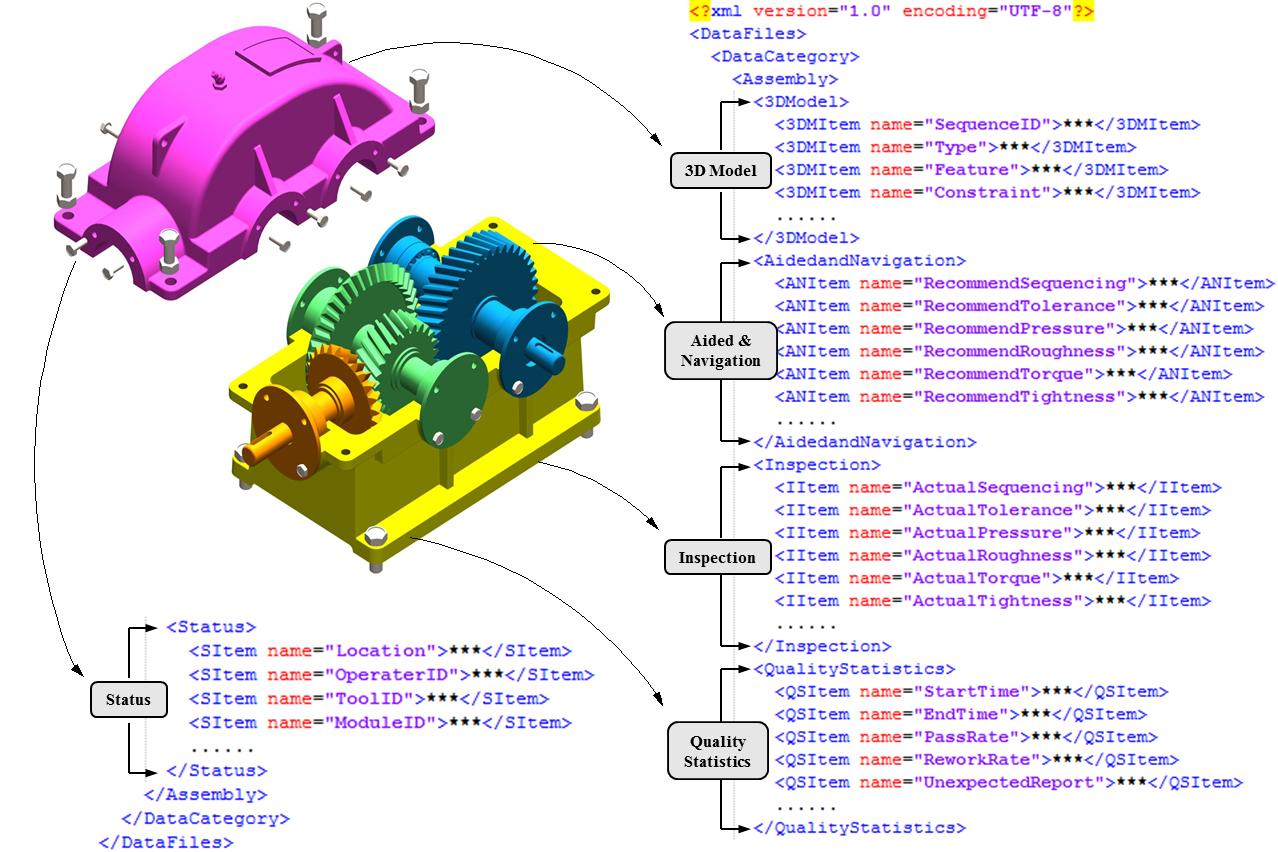 <?xml version="1.0" encoding="UTF-8"?>
<DataFiles>
<DataCategory>
<Assembly>
<3DModel>
<3DMItem name="SequenceID">***</3DMItem>
<3DMItem name="Type">***</3DMItem>
3D Model
<3DMItem name="Feature">***</3DMItem>
<3DMItem name="Constraint">***</3DMItem>
......
</3DModel>
<AidedandNavigation>
<ANItem name="RecommendSequencing">***</ANItem>
<ANItem name="RecommendTolerance">***</ANItem>
<ANItem name="RecommendPressure">***</ANItem>
Aided &
Navigation
<ANItem name="RecommendRoughness">***</ANItem>
<ANItem name="RecommendTorque">***</ANItem>
<ANItem name="RecommendTightness">***</ANItem>
......
</AidedandNavigation>
<Inspection>
<IItem name="ActualSequencing">***</IItem>
<IItem name="ActualTolerance">***</IItem>
<IItem name="ActualPressure">***</IItem>
Inspection
<IItem name="ActualRoughness">***</IItem>
<IItem name="ActualTorque">***</IItem>
<IItem name="ActualTightness">***</IItem>
......
</Inspection>
<QualityStatistics>
<QSItem name="StartTime">***</QSItem>
<QSItem name="EndTime">***</QSItem>
<QSItem name="PassRate">***</QSItem>
Quality
Statistics
<QSItem name="ReworkRate">***</QSItem>
<QSItem name="UnexpectedReport">***</QSItem>
......
</QualityStatistics>
<Status>
<SItem name="Location">***</SItem>
<SItem name="OperaterID">***</SItem>
Status
<SItem name="ToolID">***</SItem>
<SItem name="ModuleID">***</SItem>
......
</Status>
</Assembly>
</DataCategory>
</DataFiles>